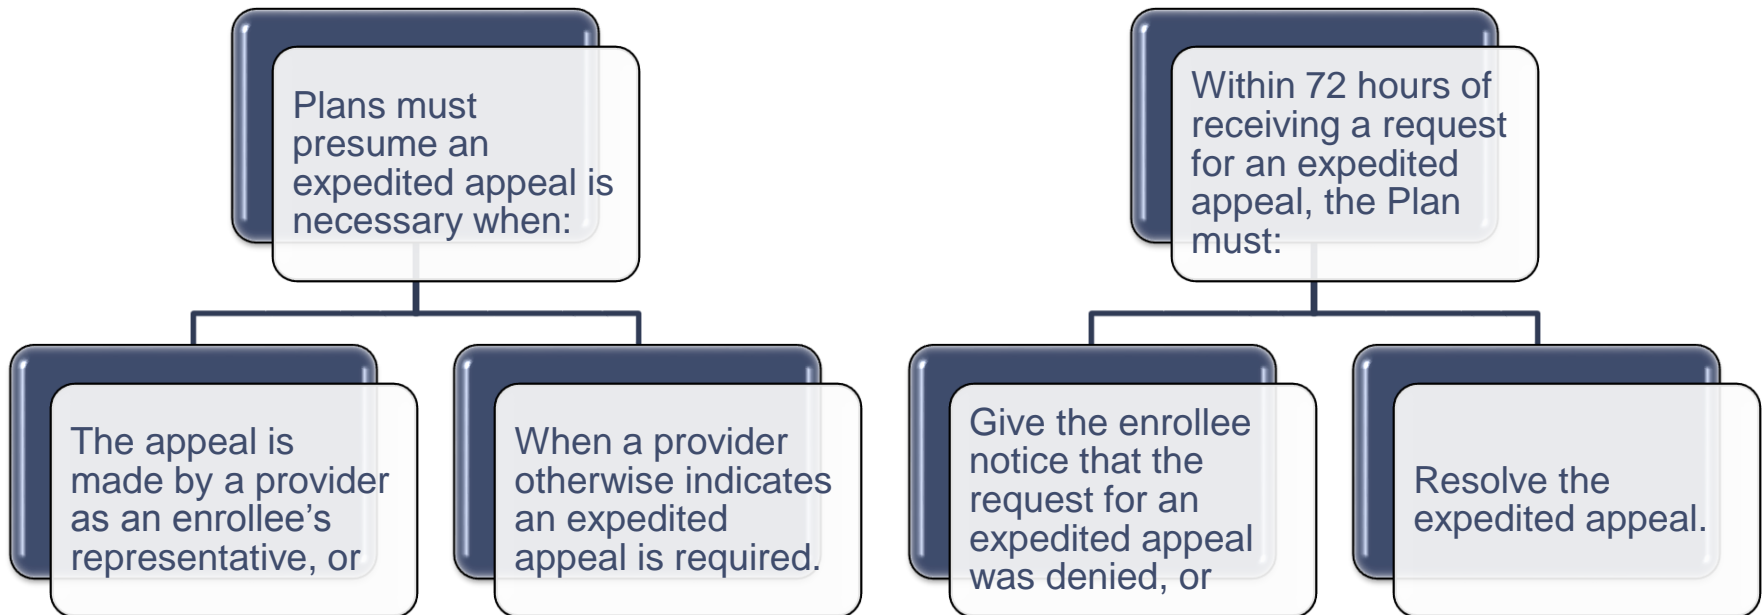 Plans must
presume an
expedited appeal is
necessary when:
The appeal is
made by a provider
as an enrollee’s
representative, or
When a provider
otherwise indicates
an expedited
appeal is required.
Within 72 hours of
receiving a request
for an expedited
appeal, the Plan
must:
Give the enrollee
notice that the
request for an
expedited appeal
was denied, or
Resolve the
expedited appeal.